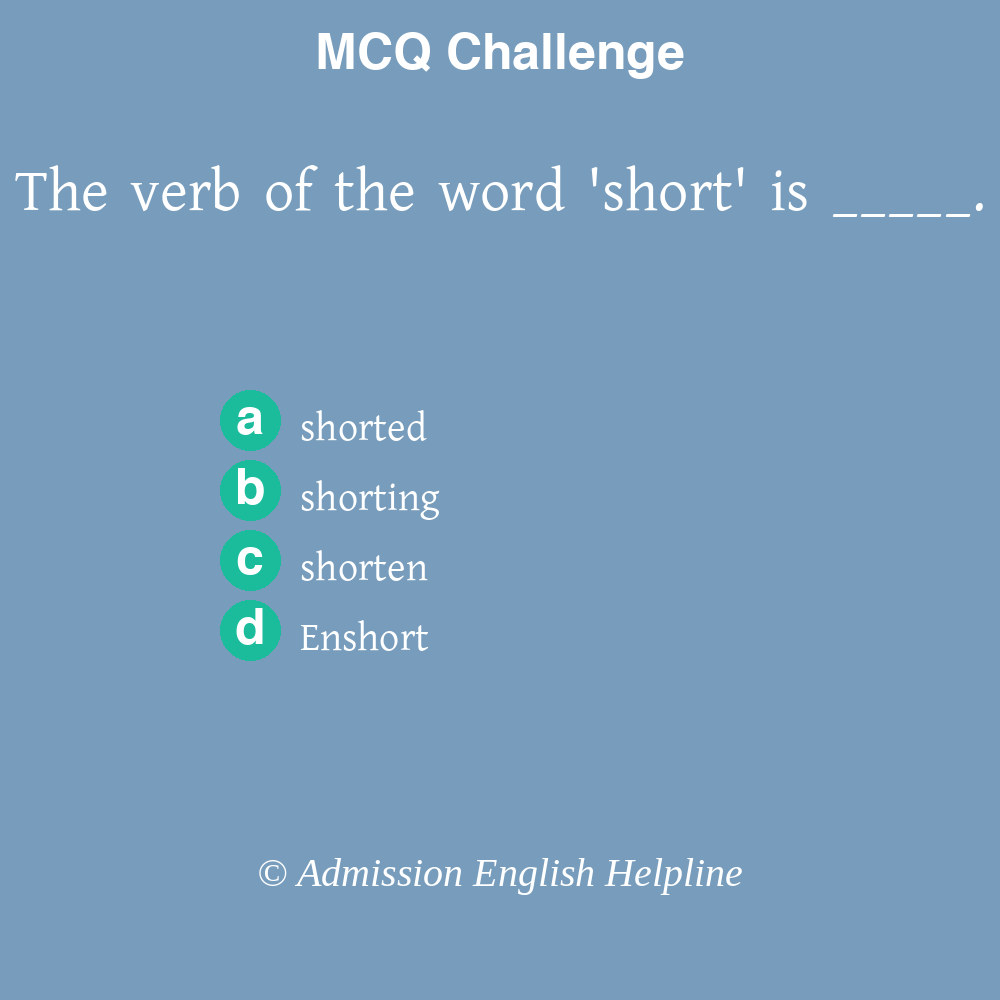 MCQ Challenge
The verb of the word 'short' is _____.
a shorted
b shorting
c shorten
d Enshort
© Admission English Helpline